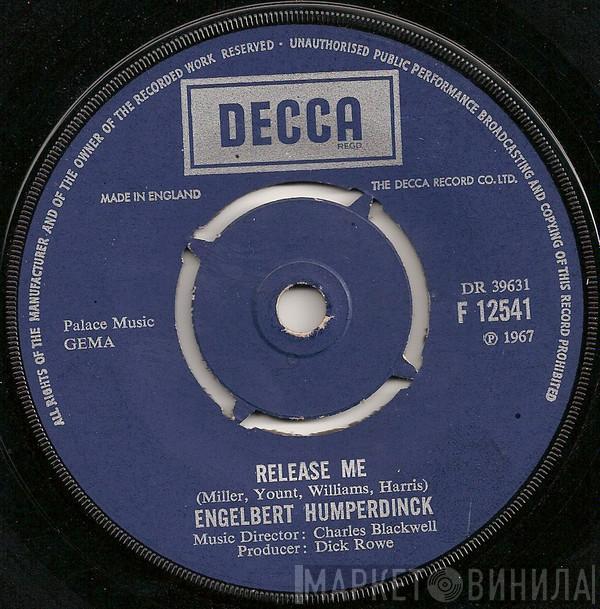 ALL RIGHTS OF THE MANUFACTURER AND OF THE OWNER OF THE RECORDED WORK RESERVED · UNAUTHORISED PUBLIC PERFORMANCE BROADCASTING AND COPYING OF THIS RECORD PROHIBITED
DECCA
REGD.
MADE IN ENGLAND
THE DECCA RECORD CO. LTD.
DR 39631
F 12541
℗ 1967
Palace Music
GEMA
RELEASE ME
(Miller, Yount, Williams, Harris)
ENGELBERT HUMPERDINCK
Music Director: Charles Blackwell
Producer: Dick Rowe
МАРКЕТ ВИНИЛА